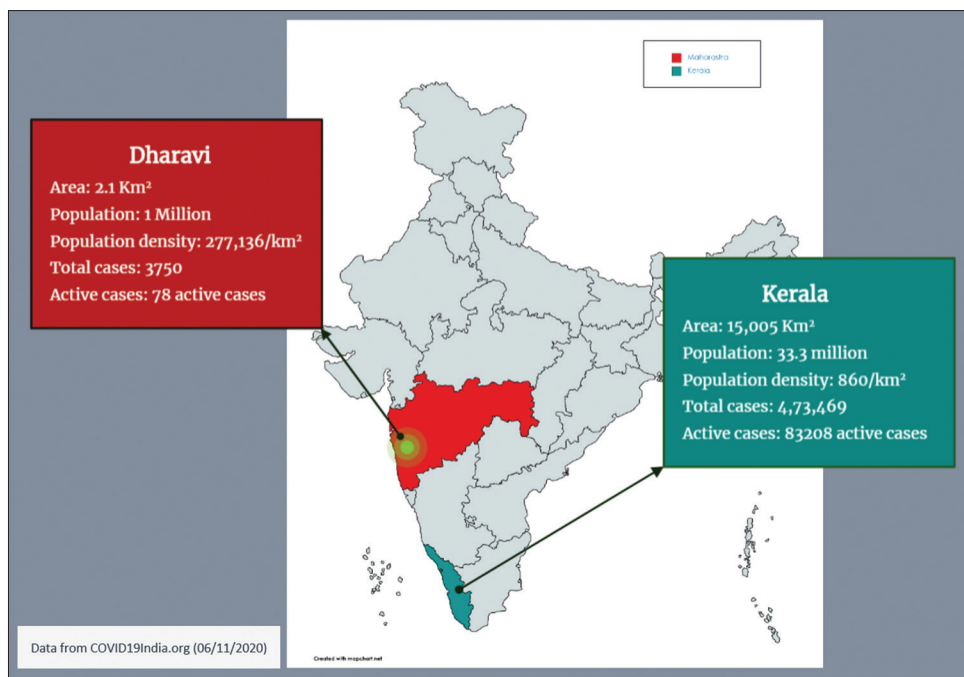 Maharastra
Kerala
Dharavi
Area: 2.1 Km²
Population: 1 Million
Population density: 277,136/km²
Total cases: 3750
Active cases: 78 active cases
Kerala
Area: 15,005 Km²
Population: 33.3 million
Population density: 860/km²
Total cases: 4,73,469
Active cases: 83208 active cases
Data from COVID19India.org (06/11/2020)
Created with mapchart.net